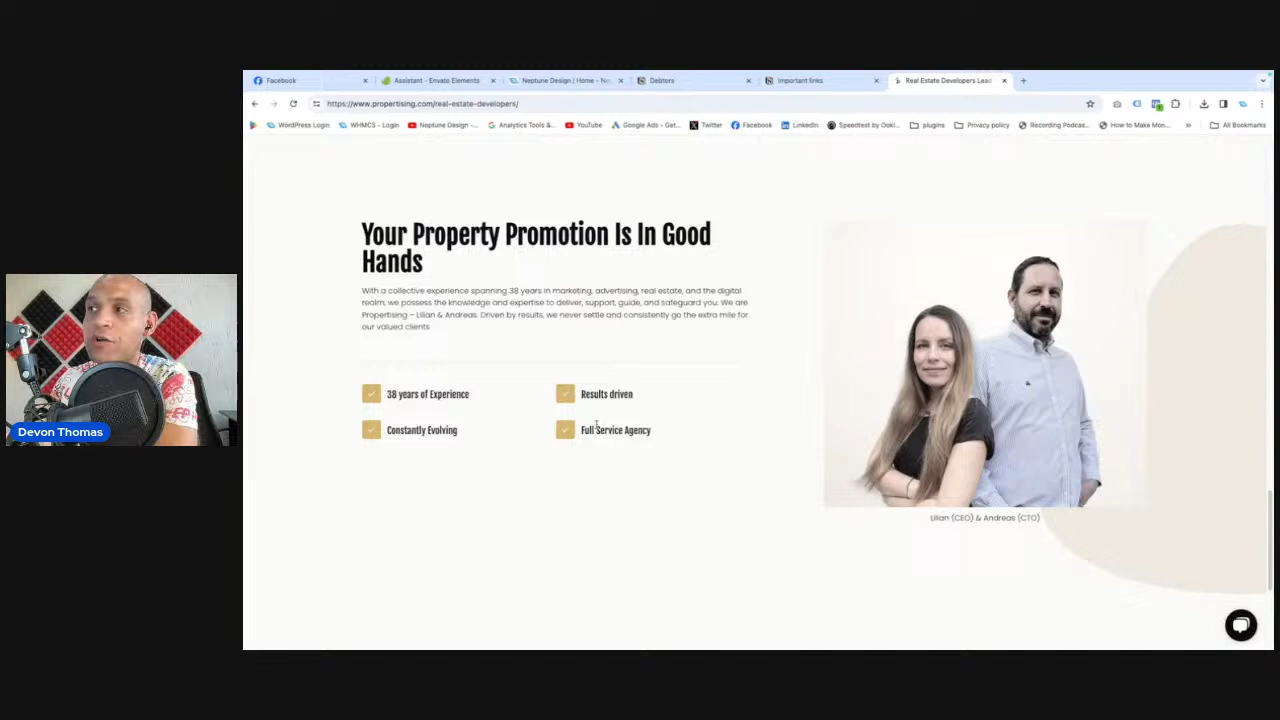 Facebook
Assistant - Envato Elements
Neptune Design | Home - Ne
Debtors
Important links
Real Estate Developers Lead
https://www.propertising.com/real-estate-developers/
WordPress Login
WHMCS - Login
Neptune Design -...
Analytics Tools &...
YouTube
Google Ads - Get...
Twitter
Facebook
LinkedIn
Speedtest by Ookl...
plugins
Privacy policy
Recording Podcas...
How to Make Mon...
All Bookmarks
Your Property Promotion Is In Good
Hands
With a collective experience spanning 38 years in marketing, advertising, real estate, and the digital
realm, we possess the knowledge and expertise to deliver, support, guide, and safeguard you. We are
Propertising – Lilian & Andreas. Driven by results, we never settle and consistently go the extra mile for
our valued clients
38 years of Experience
Results driven
Constantly Evolving
Full Service Agency
Lilian (CEO) & Andreas (CTO)
Devon Thomas